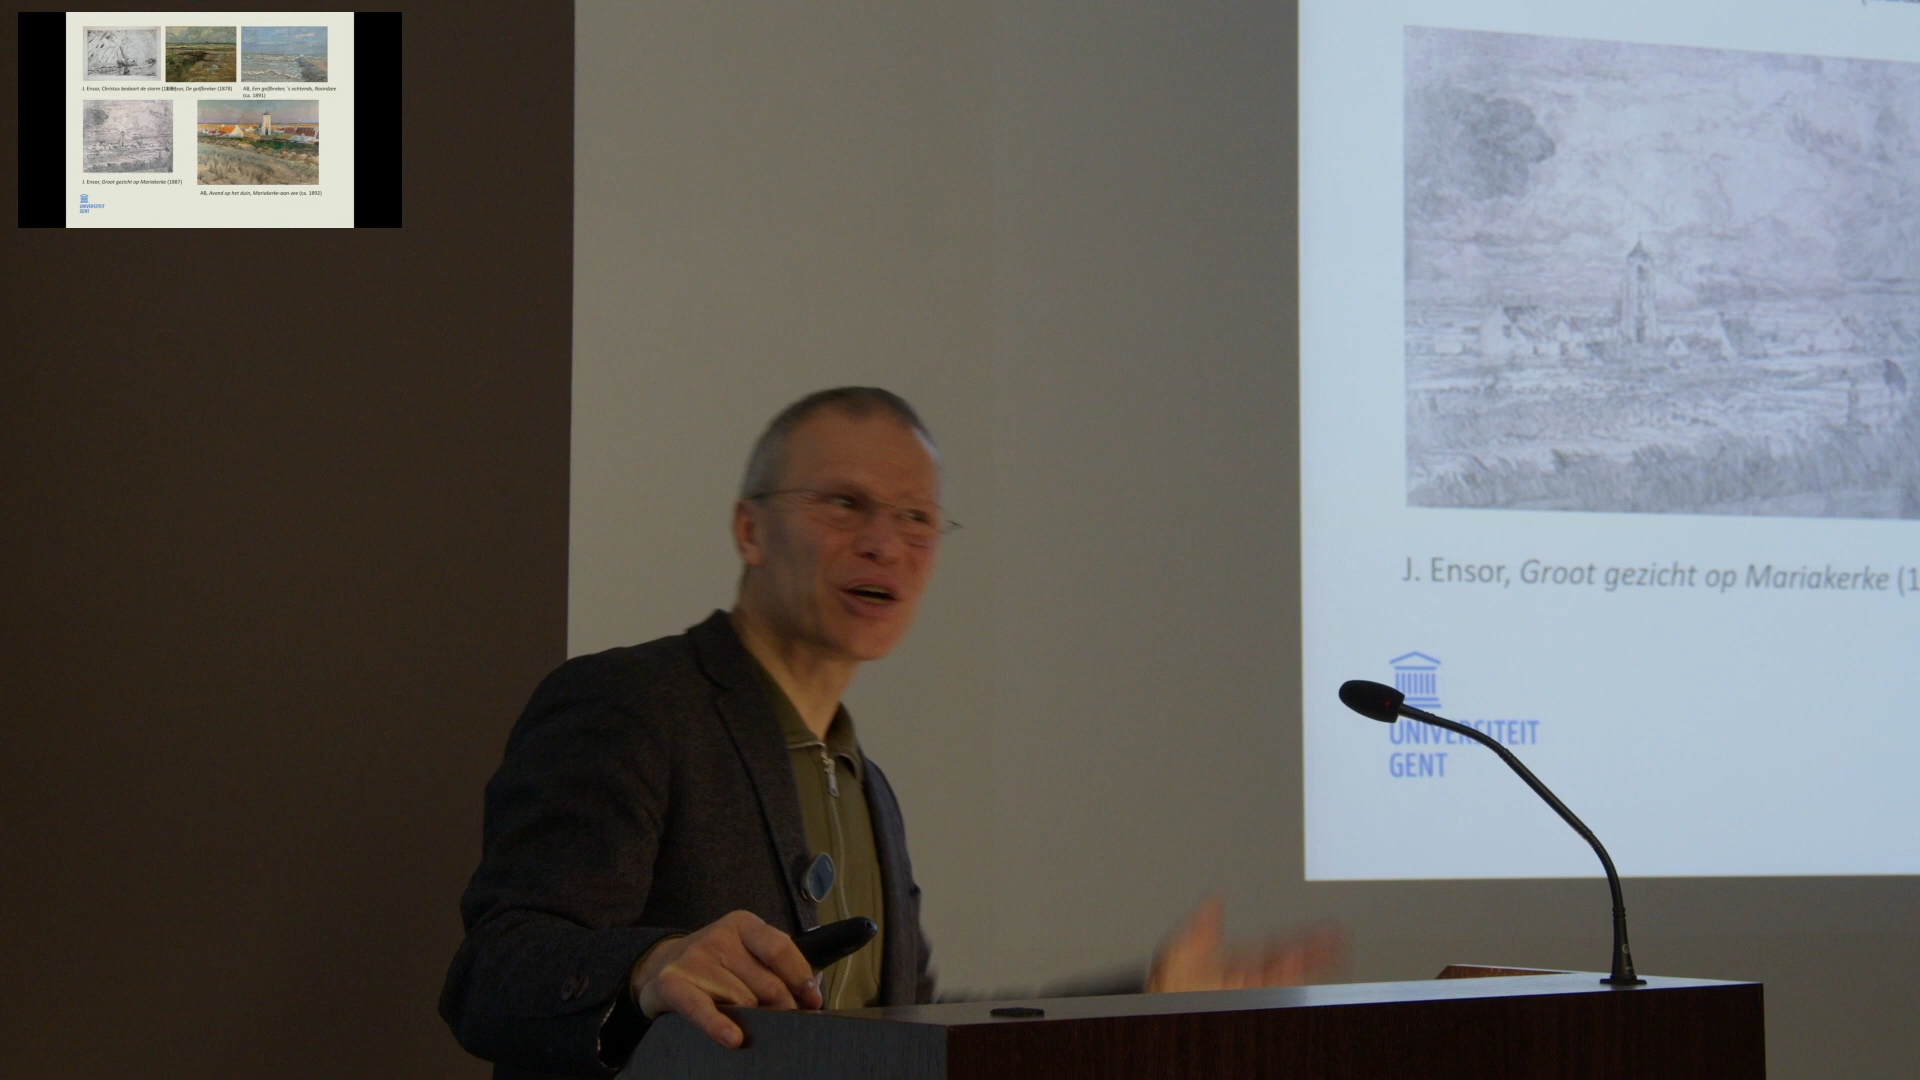 J. Ensor, Christus bedaart de storm
De golfbreker (1878)
AB, Een golfbreker, 's ochtends, Noordzee
(ca. 1891)
J. Ensor, Groot gezicht op Mariakerke (1887)
AB, Avond op het duin, Mariakerke-aan-zee (ca. 1892)
UNIVERSITEIT
GENT
J. Ensor, Groot gezicht op Mariakerke (1
UNIVERSITEIT
GENT